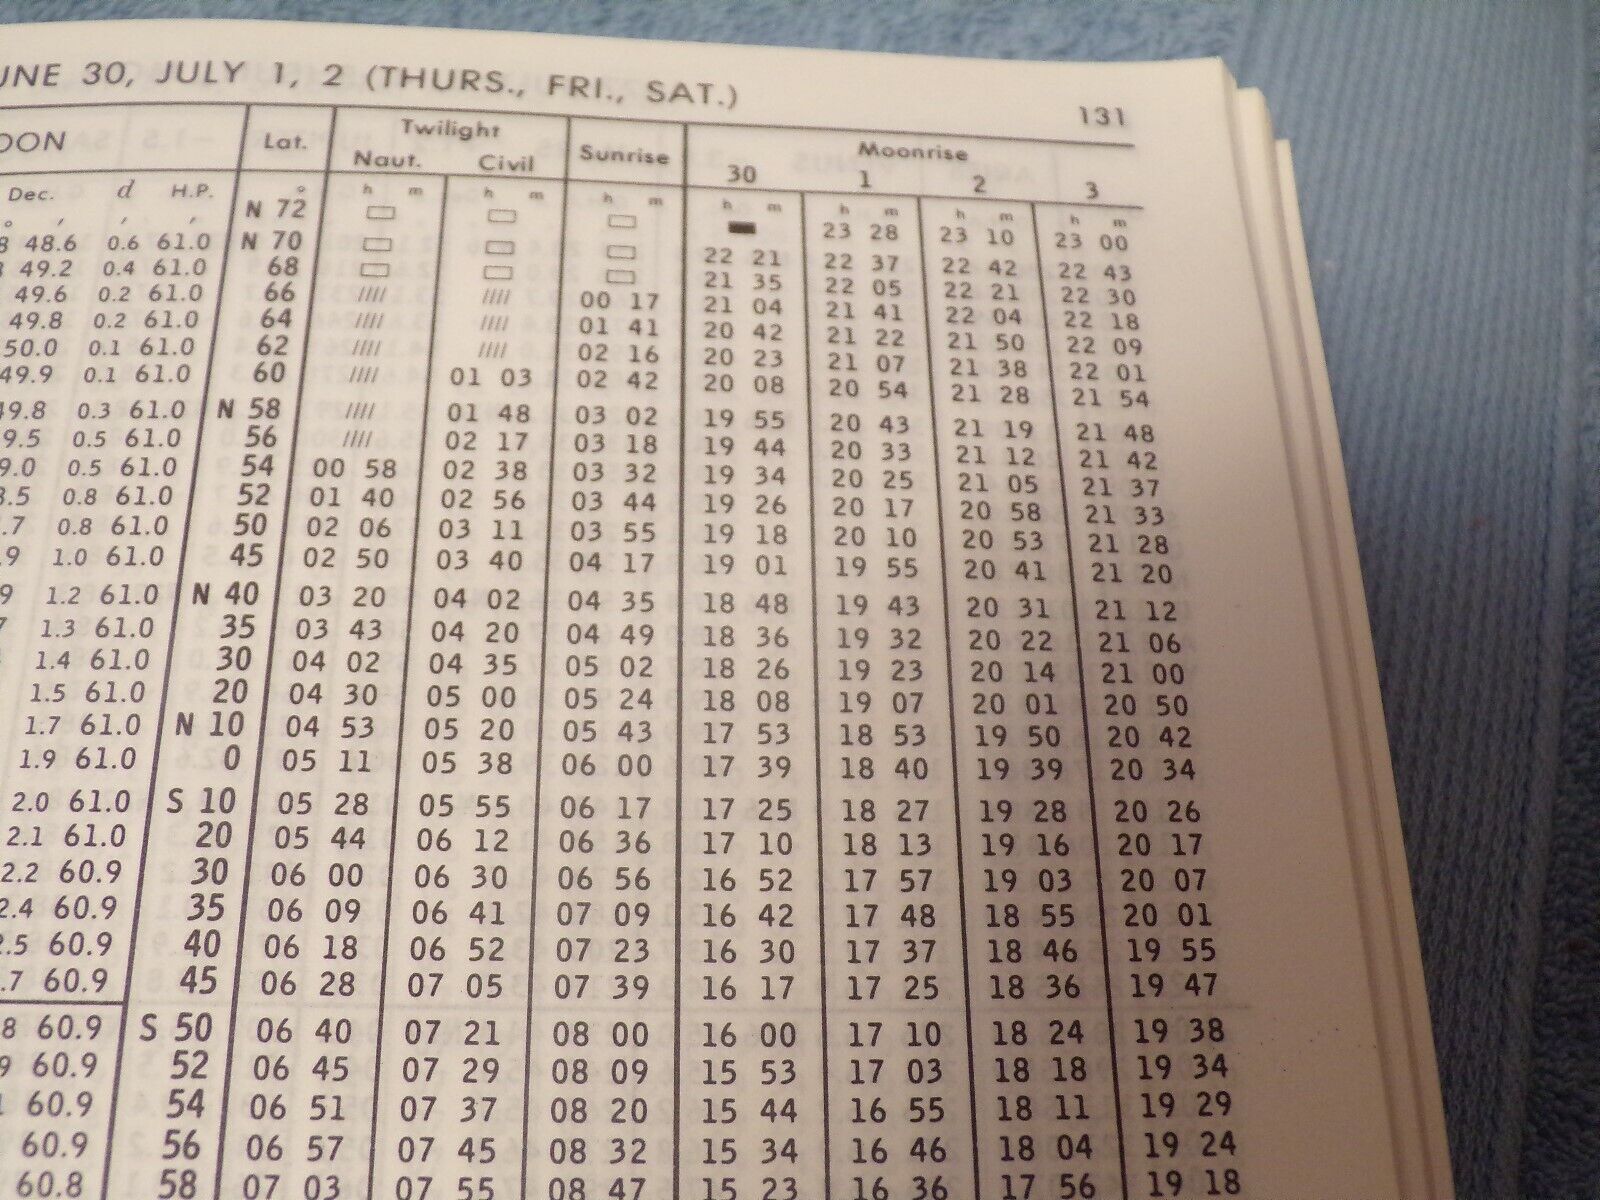 UNE 30, JULY 1, 2 (THURS., FRI., SAT.) 131
OON Lat. Twilight Sunrise Moonrise
Naut. Civil 30 1 2 3
Dec. d H.P. ° h m h m h m h m h m h m h m
° ' ' ' N 72 ▭ ▭ ▭ ▬ 23 28 23 10 23 00
8 48.6 0.6 61.0 N 70 ▭ ▭ ▭ 22 21 22 37 22 42 22 43
49.2 0.4 61.0 68 ▭ ▭ ▭ 21 35 22 05 22 21 22 30
49.6 0.2 61.0 66 //// //// 00 17 21 04 21 41 22 04 22 18
49.8 0.2 61.0 64 //// //// 01 41 20 42 21 22 21 50 22 09
50.0 0.1 61.0 62 //// //// 02 16 20 23 21 07 21 38 22 01
49.9 0.1 61.0 60 //// 01 03 02 42 20 08 20 54 21 28 21 54
49.8 0.3 61.0 N 58 //// 01 48 03 02 19 55 20 43 21 19 21 48
9.5 0.5 61.0 56 //// 02 17 03 18 19 44 20 33 21 12 21 42
9.0 0.5 61.0 54 00 58 02 38 03 32 19 34 20 25 21 05 21 37
8.5 0.8 61.0 52 01 40 02 56 03 44 19 26 20 17 20 58 21 33
.7 0.8 61.0 50 02 06 03 11 03 55 19 18 20 10 20 53 21 28
.9 1.0 61.0 45 02 50 03 40 04 17 19 01 19 55 20 41 21 20
9 1.2 61.0 N 40 03 20 04 02 04 35 18 48 19 43 20 31 21 12
7 1.3 61.0 35 03 43 04 20 04 49 18 36 19 32 20 22 21 06
1.4 61.0 30 04 02 04 35 05 02 18 26 19 23 20 14 21 00
1.5 61.0 20 04 30 05 00 05 24 18 08 19 07 20 01 20 50
1.7 61.0 N 10 04 53 05 20 05 43 17 53 18 53 19 50 20 42
1.9 61.0 0 05 11 05 38 06 00 17 39 18 40 19 39 20 34
2.0 61.0 S 10 05 28 05 55 06 17 17 25 18 27 19 28 20 26
2.1 61.0 20 05 44 06 12 06 36 17 10 18 13 19 16 20 17
2.2 60.9 30 06 00 06 30 06 56 16 52 17 57 19 03 20 07
2.4 60.9 35 06 09 06 41 07 09 16 42 17 48 18 55 20 01
2.5 60.9 40 06 18 06 52 07 23 16 30 17 37 18 46 19 55
.7 60.9 45 06 28 07 05 07 39 16 17 17 25 18 36 19 47
8 60.9 S 50 06 40 07 21 08 00 16 00 17 10 18 24 19 38
9 60.9 52 06 45 07 29 08 09 15 53 17 03 18 18 19 34
60.9 54 06 51 07 37 08 20 15 44 16 55 18 11 19 29
60.9 56 06 57 07 45 08 32 15 34 16 46 18 04 19 24
60.8 58 07 03 07 55 08 47 15 23 16 36 17 56 19 18